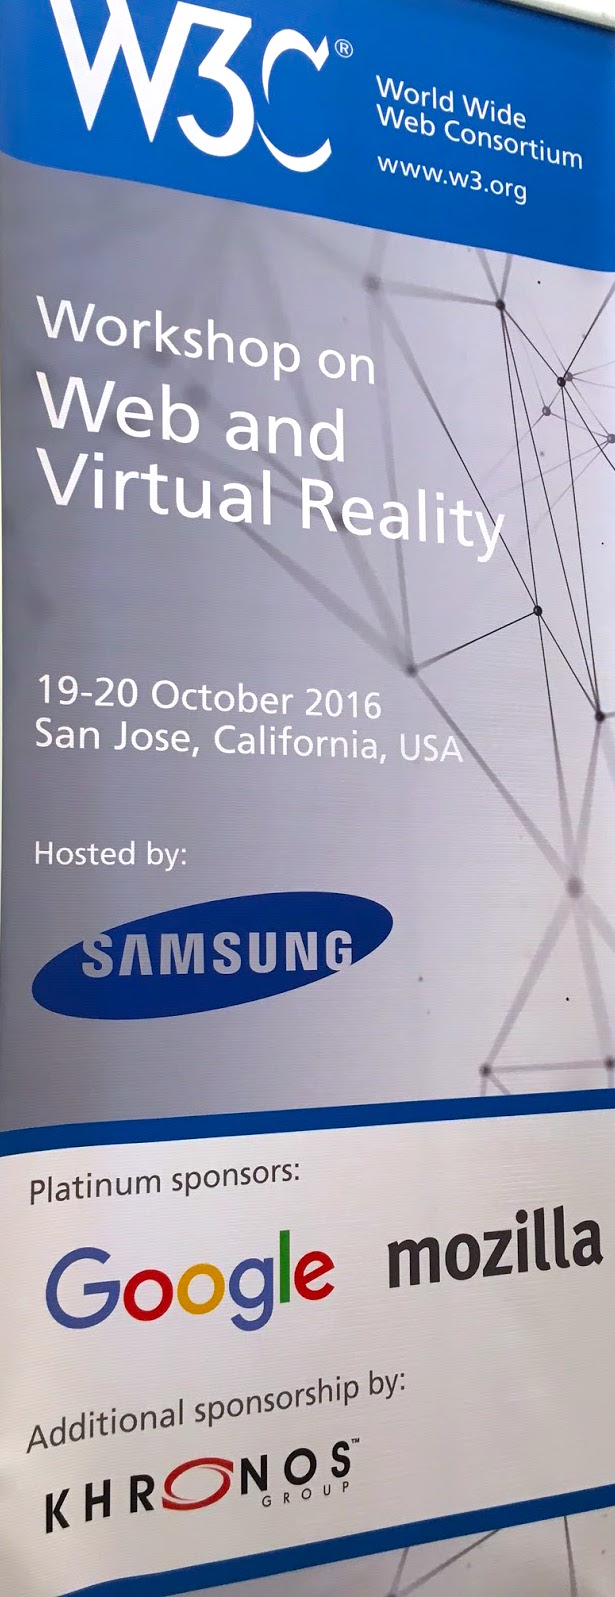 W3C®
World Wide
Web Consortium
www.w3.org
Workshop on
Web and
Virtual Reality
19-20 October 2016
San Jose, California, USA
Hosted by:
SAMSUNG
Platinum sponsors:
Google mozilla
Additional sponsorship by:
KHRONOS™
GROUP